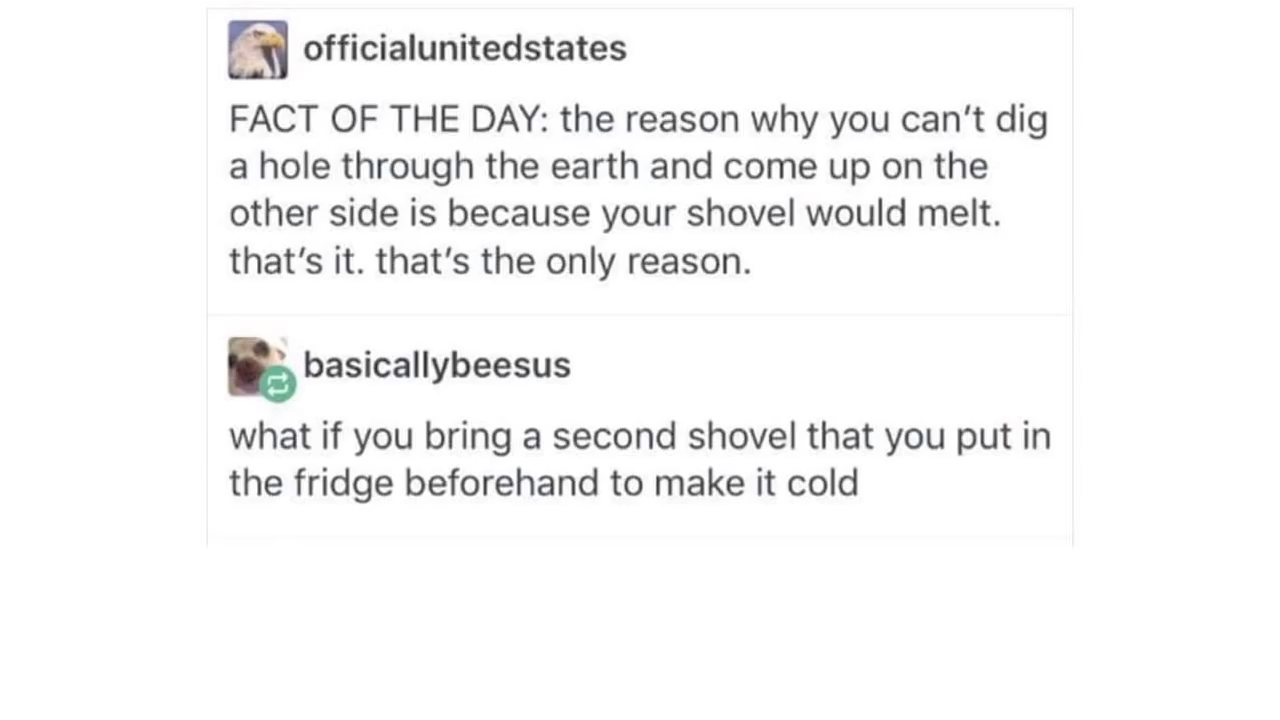 officialunitedstates
FACT OF THE DAY: the reason why you can't dig
a hole through the earth and come up on the
other side is because your shovel would melt.
that's it. that's the only reason.
basicallybeesus
what if you bring a second shovel that you put in
the fridge beforehand to make it cold